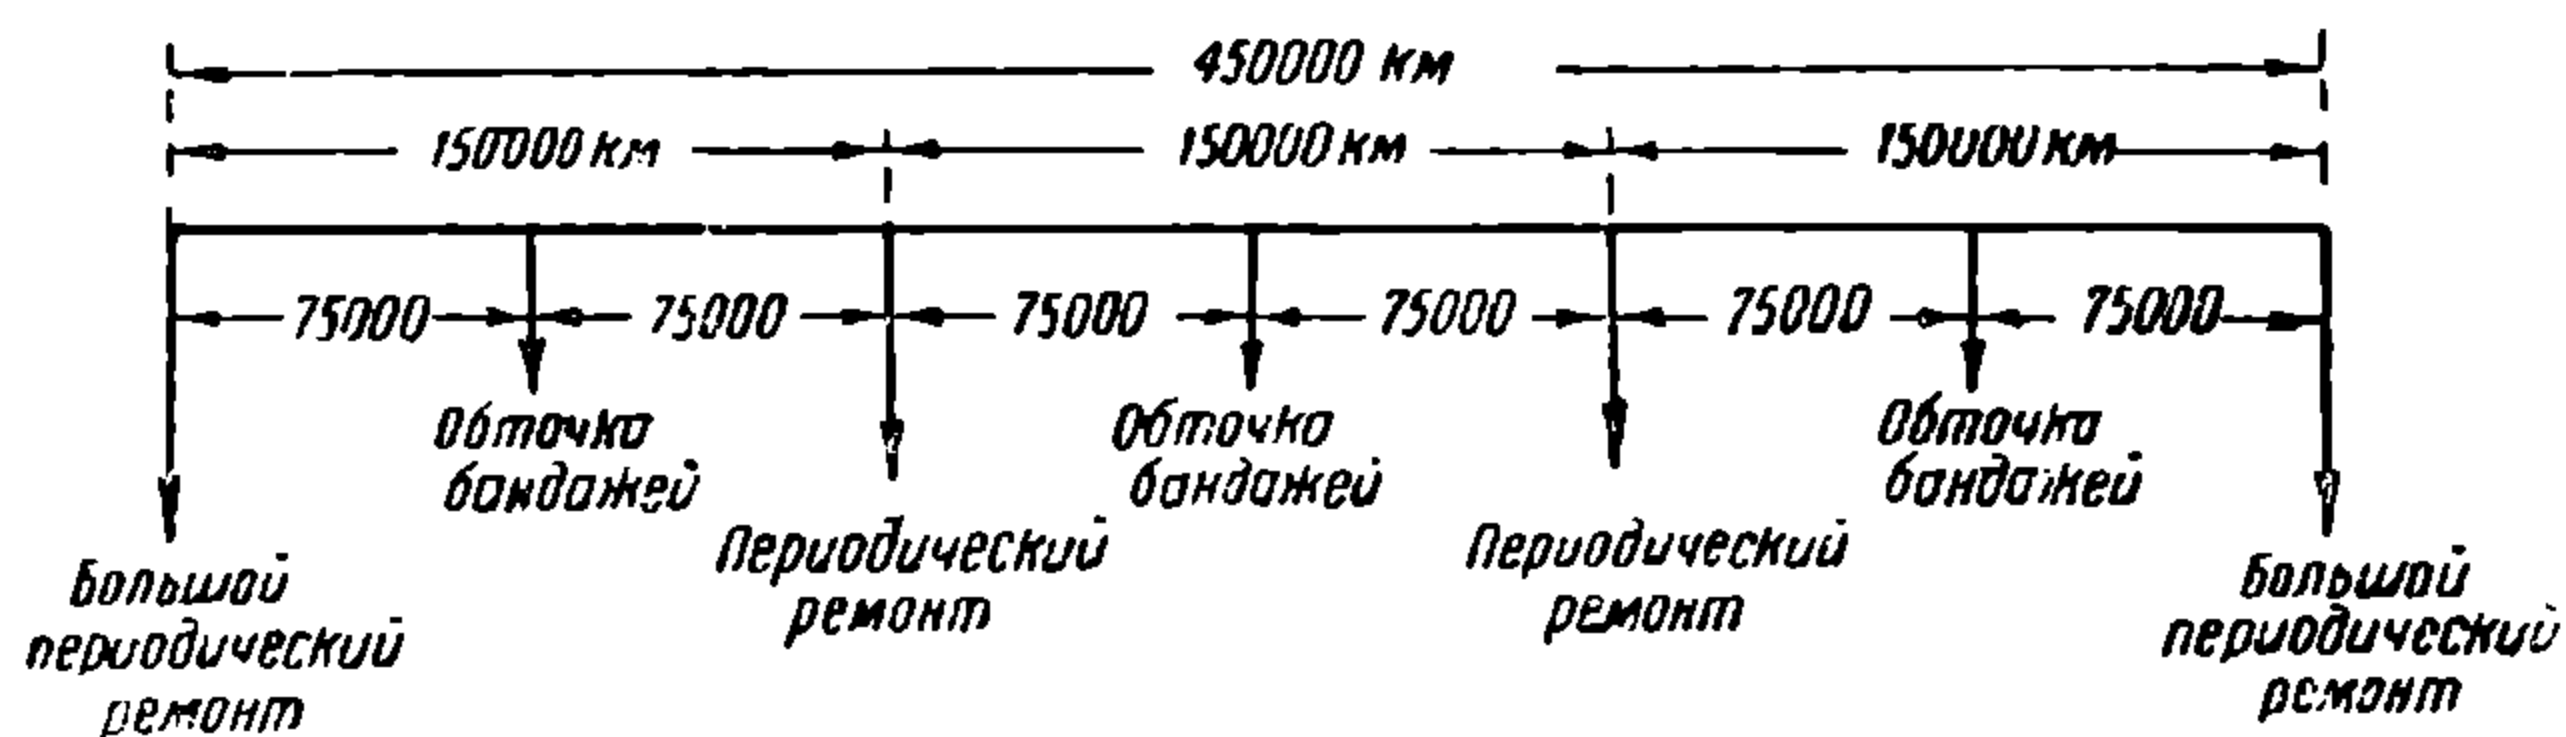 450000 км
150000 км
150000 км
150000 км
75000
75000
75000
75000
75000
75000
Обточка
бандажей
Обточка
бандажей
Обточка
бандажей
Периодический
ремонт
Периодический
ремонт
Большой
периодический
ремонт
Большой
периодический
ремонт